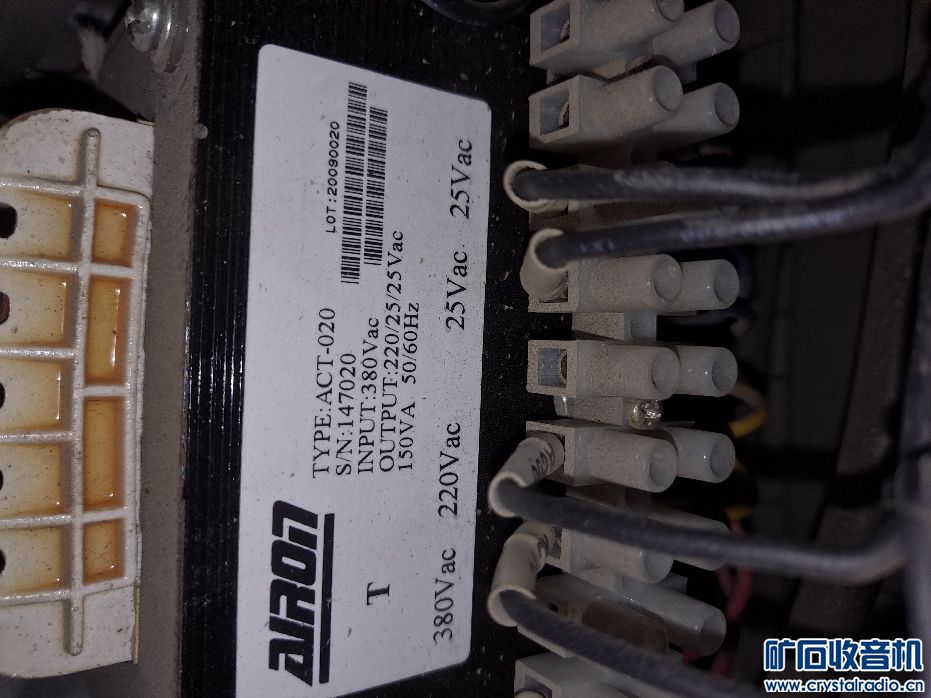 LOT:20090020
TYPE:ACT-020
S/N:147020
INPUT:380Vac
OUTPUT:220/25/25Vac
150VA 50/60Hz
AIRON
T
380Vac 220Vac 25Vac 25Vac
矿石收音机
www.crystalradio.cn